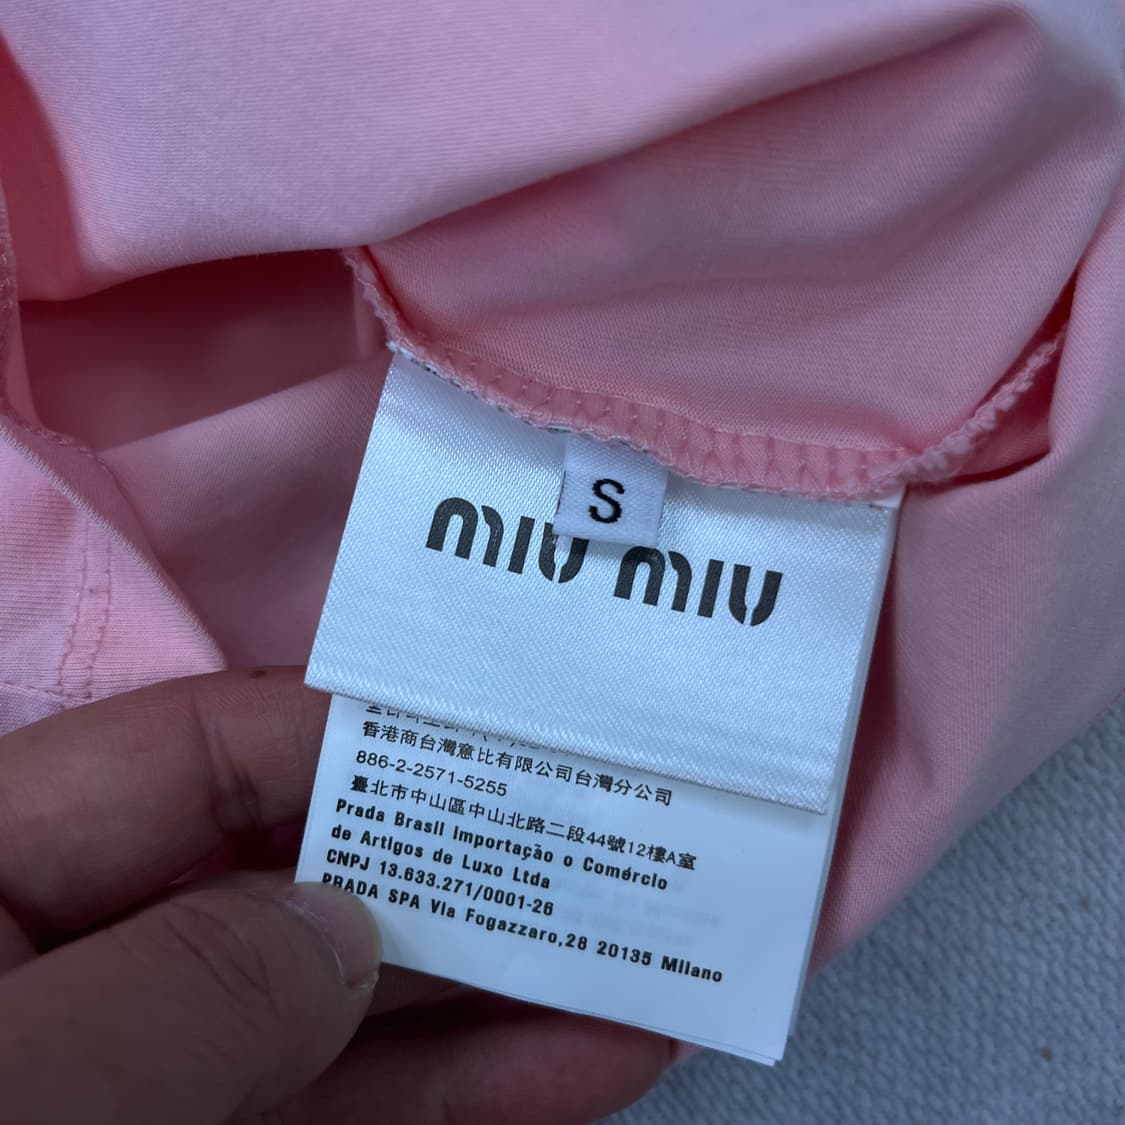 S
miu miu
香港商台灣意比有限公司台灣分公司
886-2-2571-5255
臺北市中山區中山北路二段44號12樓A室
Prada Brasil Importação o Comércio
de Artigos de Luxo Ltda
CNPJ 13.633.271/0001-26
PRADA SPA Via Fogazzaro,28 20135 Milano